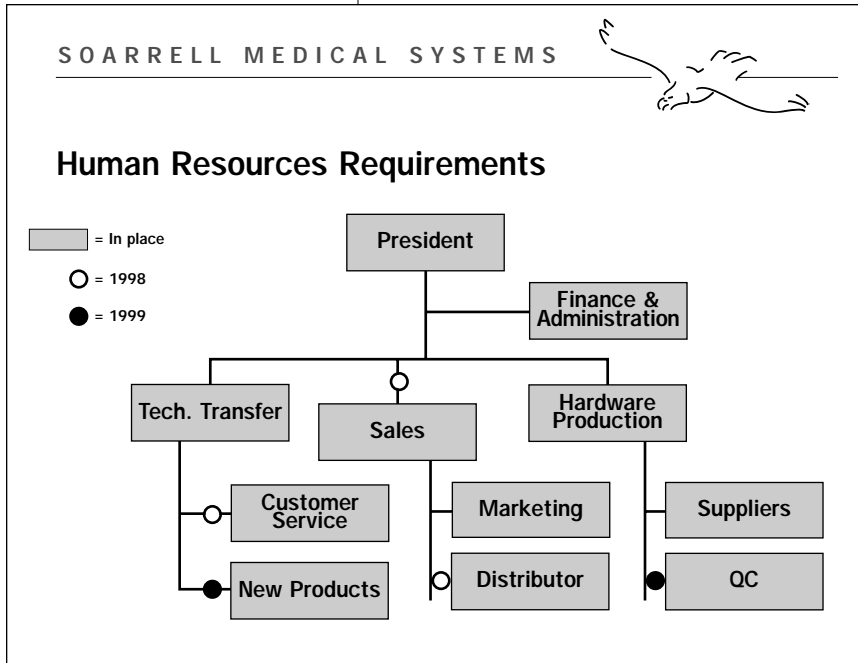 SOARRELL MEDICAL SYSTEMS
Human Resources Requirements
= In place
= 1998
= 1999
President
Finance &
Administration
Tech. Transfer
Sales
Hardware
Production
Customer
Service
Marketing
Suppliers
New Products
Distributor
QC